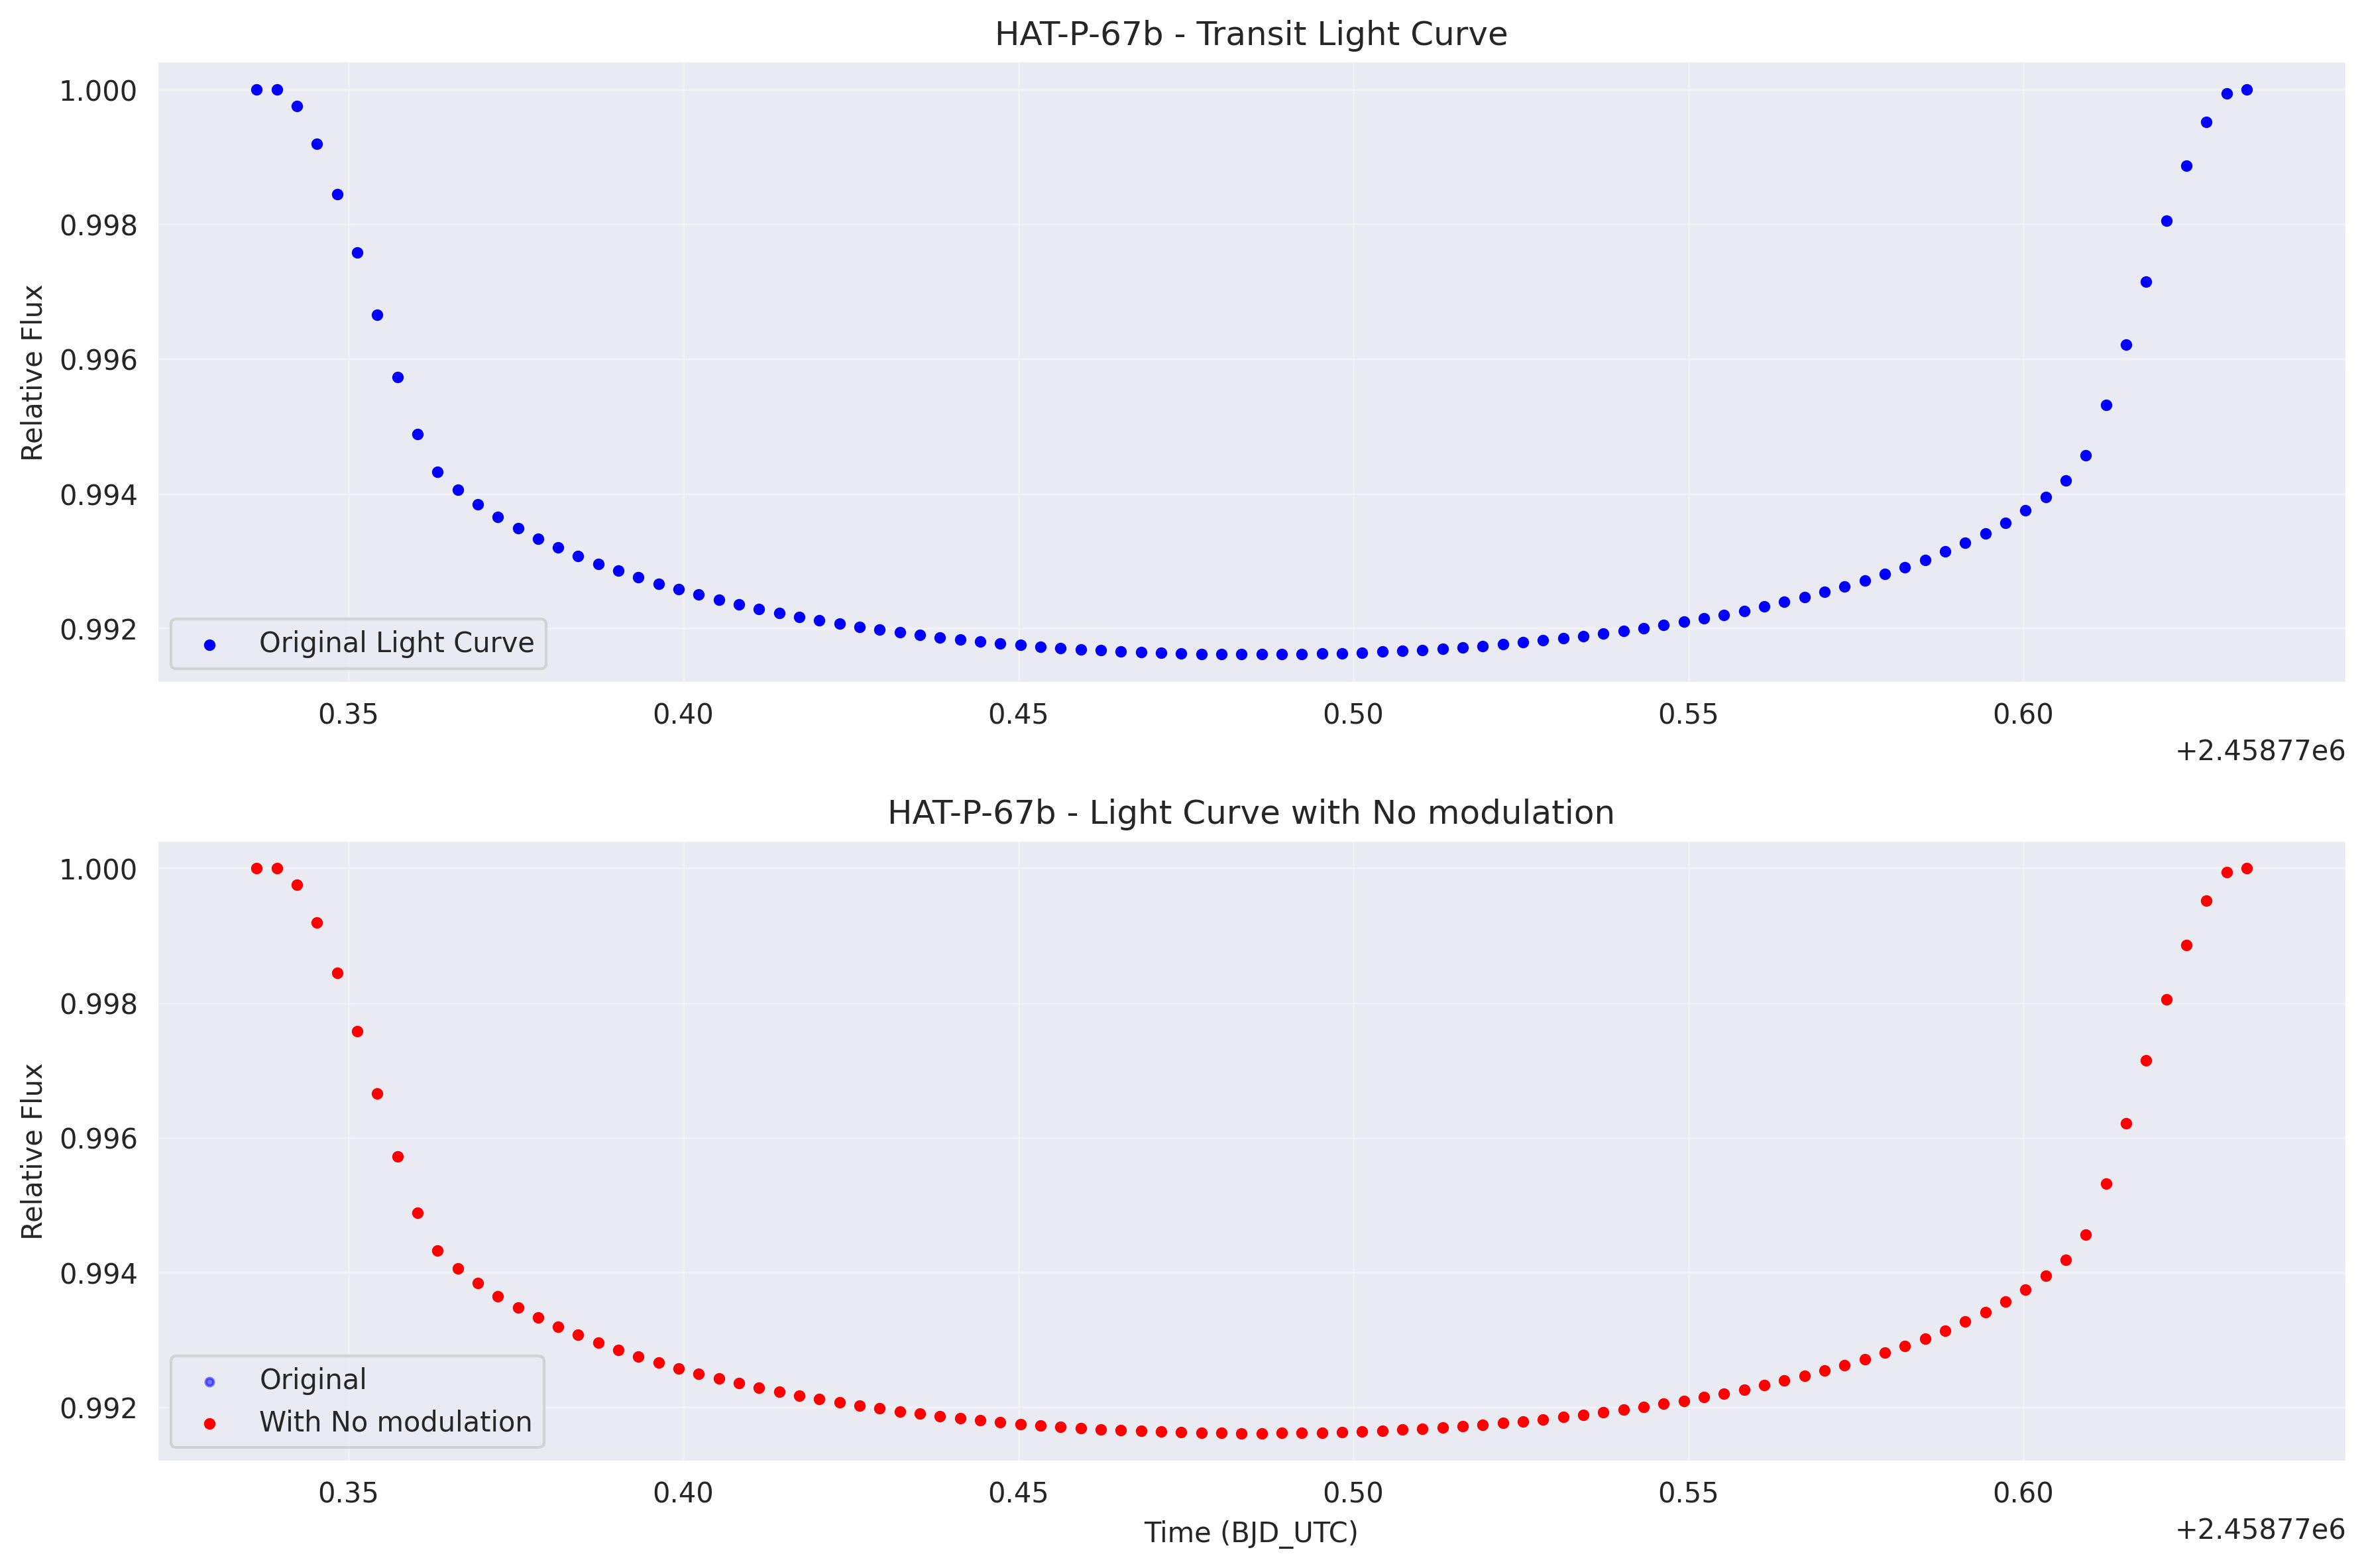 HAT-P-67b - Transit Light Curve
1.000
0.998
0.996
0.994
0.992
Relative Flux
Original Light Curve
0.35 0.40 0.45 0.50 0.55 0.60
+2.45877e6
HAT-P-67b - Light Curve with No modulation
1.000
0.998
0.996
0.994
0.992
Relative Flux
Original
With No modulation
0.35 0.40 0.45 0.50 0.55 0.60
Time (BJD_UTC)
+2.45877e6